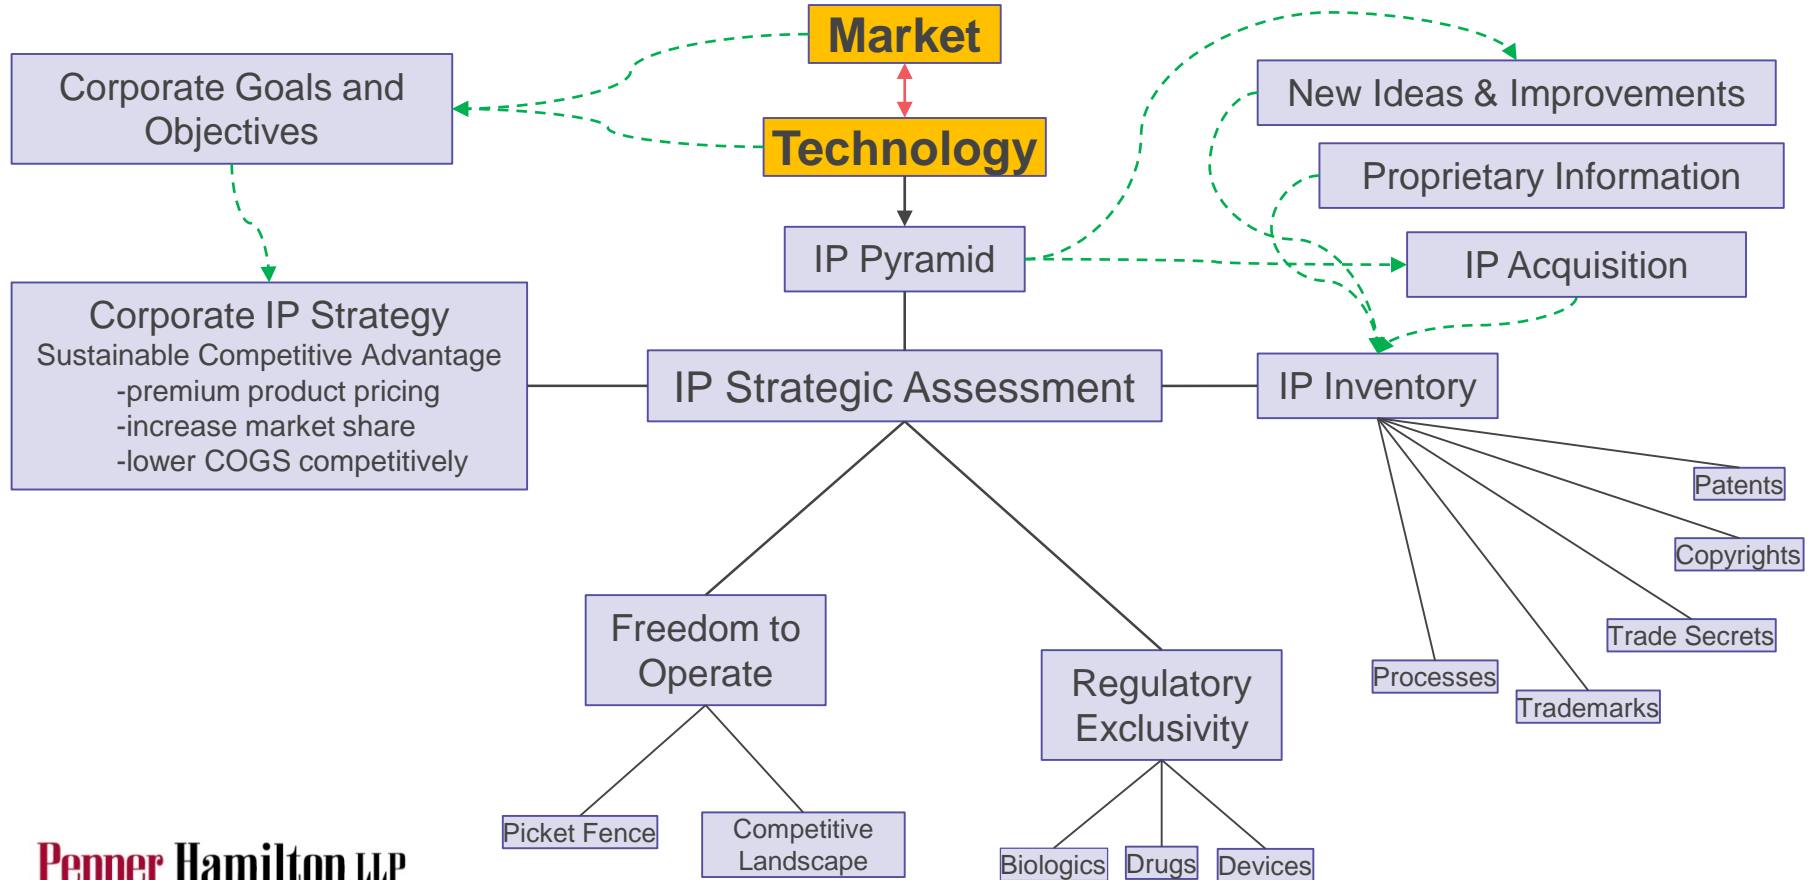 Market
Corporate Goals and
Objectives
Technology
New Ideas & Improvements
Proprietary Information
IP Pyramid
IP Acquisition
Corporate IP Strategy
Sustainable Competitive Advantage
-premium product pricing
-increase market share
-lower COGS competitively
IP Strategic Assessment
IP Inventory
Patents
Copyrights
Trade Secrets
Processes
Trademarks
Freedom to
Operate
Regulatory
Exclusivity
Picket Fence
Competitive
Landscape
Biologics
Drugs
Devices
Penner Hamilton LLP